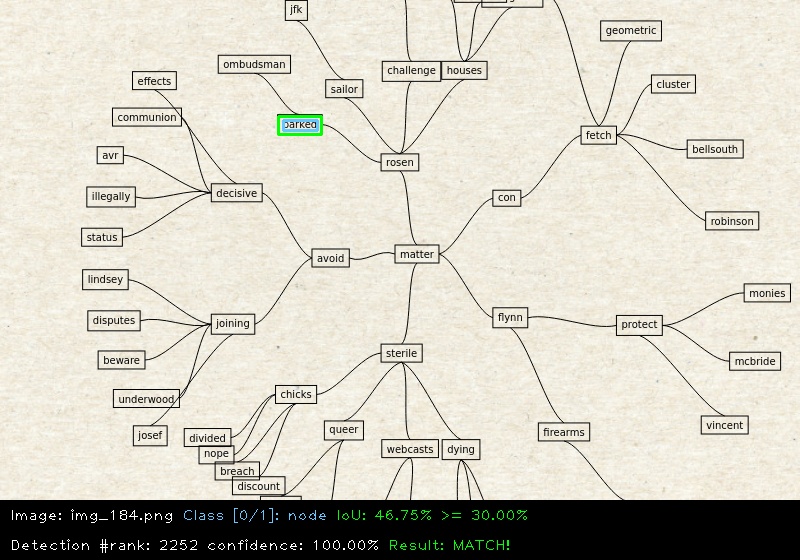 jfk
geometric
ombudsman
challenge houses
effects
sailor
cluster
communion
parked
fetch
avr
rosen
bellsouth
illegally
decisive
con
robinson
status
avoid
matter
lindsey
monies
disputes
joining
flynn
protect
beware
sterile
mcbride
underwood
chicks
josef
divided
queer
firearms
vincent
nope
webcasts
dying
breach
discount
Image: img_184.png Class [0/1]: node IoU: 46.75% >= 30.00%
Detection #rank: 2252 confidence: 100.00% Result: MATCH!